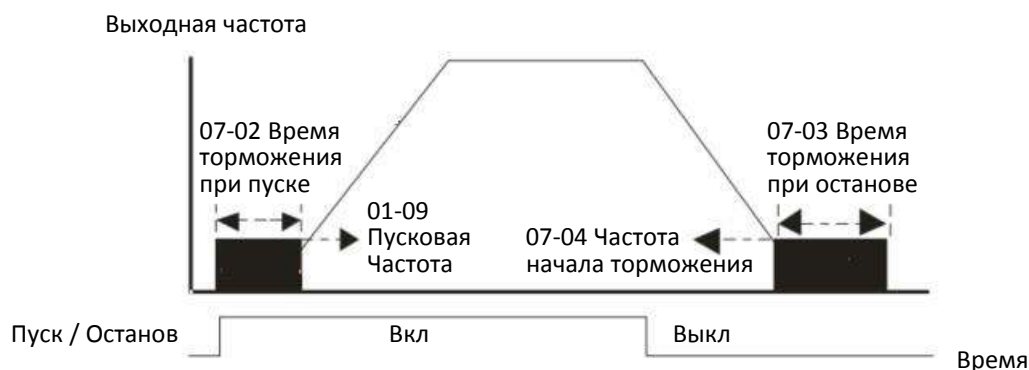 Выходная частота
07-02 Время
торможения
при пуске
01-09
Пусковая
Частота
07-04 Частота
начала торможения
07-03 Время
торможения
при останове
Пуск / Останов
Вкл
Выкл
Время